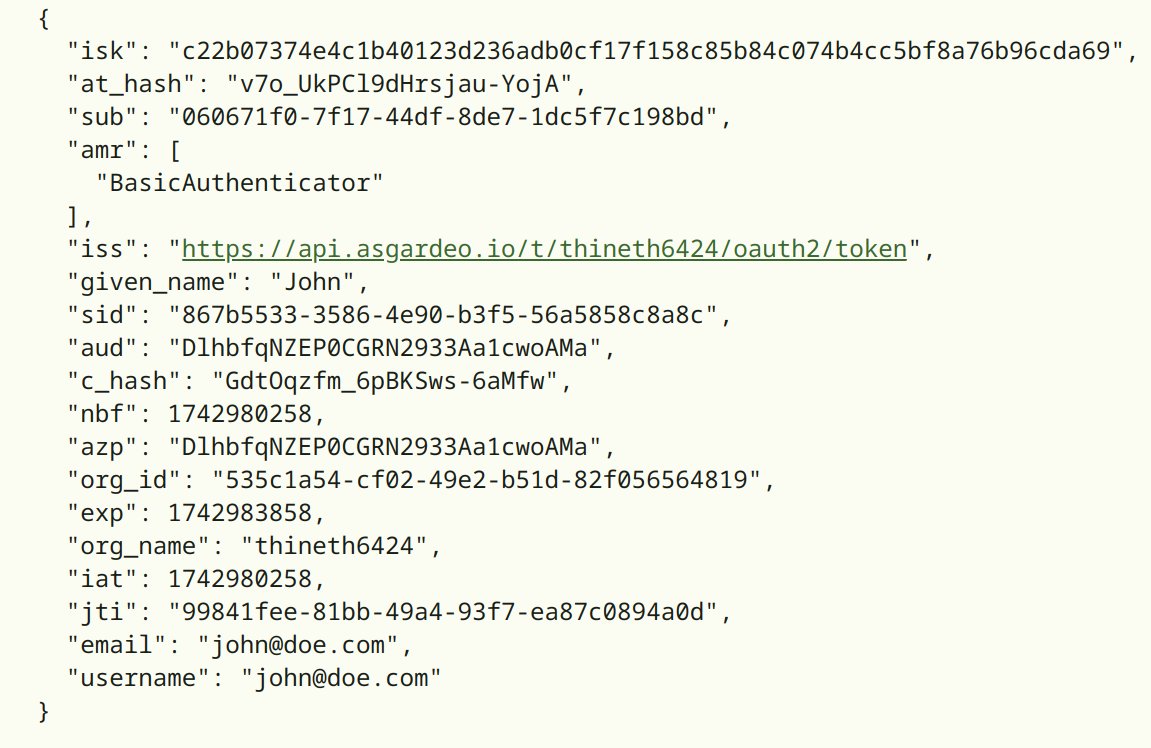 {
"isk": "c22b07374e4c1b40123d236adb0cf17f158c85b84c074b4cc5bf8a76b96cda69",
"at_hash": "v7o_UkPCl9dHrsjau-YojA",
"sub": "060671f0-7f17-44df-8de7-1dc5f7c198bd",
"amr": [
"BasicAuthenticator"
],
"iss": "https://api.asgardeo.io/t/thineth6424/oauth2/token",
"given_name": "John",
"sid": "867b5533-3586-4e90-b3f5-56a5858c8a8c",
"aud": "DlhbfqNZEP0CGRN2933Aa1cwoAMa",
"c_hash": "GdtOqzfm_6pBKSws-6aMfw",
"nbf": 1742980258,
"azp": "DlhbfqNZEP0CGRN2933Aa1cwoAMa",
"org_id": "535c1a54-cf02-49e2-b51d-82f056564819",
"exp": 1742983858,
"org_name": "thineth6424",
"iat": 1742980258,
"jti": "99841fee-81bb-49a4-93f7-ea87c0894a0d",
"email": "john@doe.com",
"username": "john@doe.com"
}